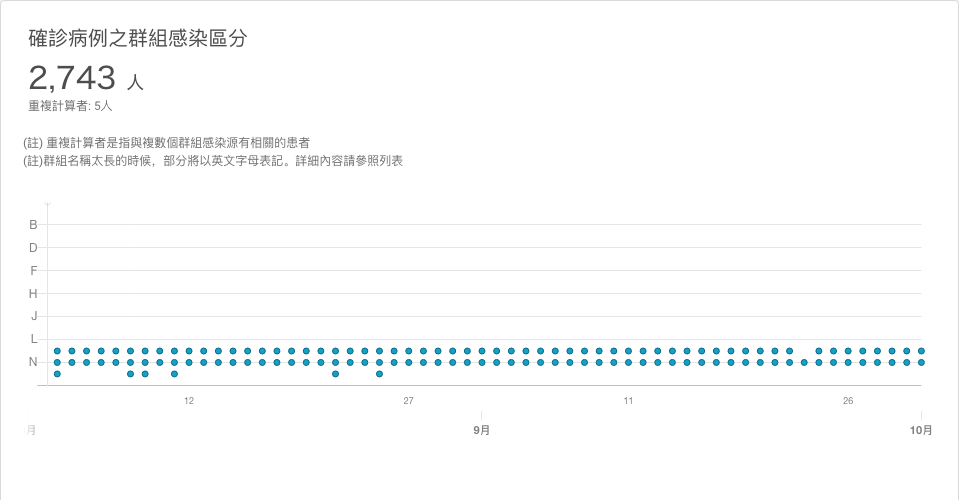 確診病例之群組感染區分
2,743 人
重複計算者: 5人
(註) 重複計算者是指與複數個群組感染源有相關的患者
(註)群組名稱太長的時候，部分將以英文字母表記。詳細內容請參照列表
B
D
F
H
J
L
N
12 27 11 26
月 9月 10月